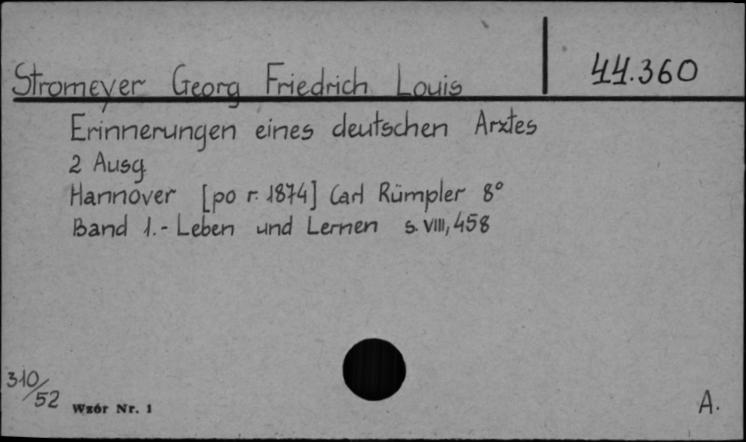 Stromeyer Georg Friedrich Louis
44.360
Erinnerungen eines deutschen Arztes
2 Ausg
Hannover [po r. 1874] Carl Rümpler 8°
Band 1.- Leben und Lernen s. VIII, 458
310/52
Wzór Nr. 1
A.